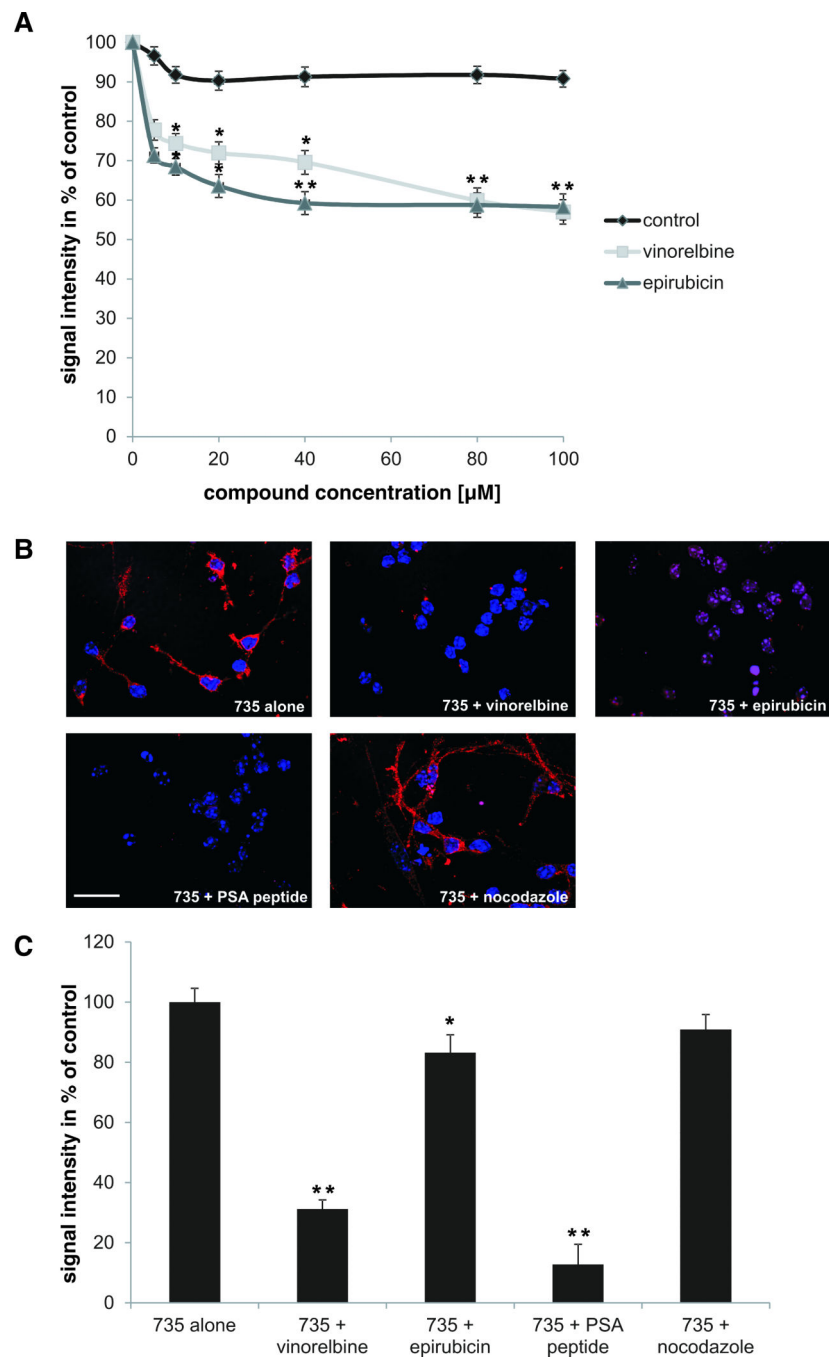 A
signal intensity in % of control
100
90
80
70
60
50
40
30
20
10
0
* * *
* * ** ** **
0 20 40 60 80 100
compound concentration [µM]
control
vinorelbine
epirubicin
B
735 alone
735 + vinorelbine
735 + epirubicin
735 + PSA peptide
735 + nocodazole
C
signal intensity in % of control
120
100
80
60
40
20
0
**
*
**
735 alone
735 +
vinorelbine
735 +
epirubicin
735 + PSA
peptide
735 +
nocodazole